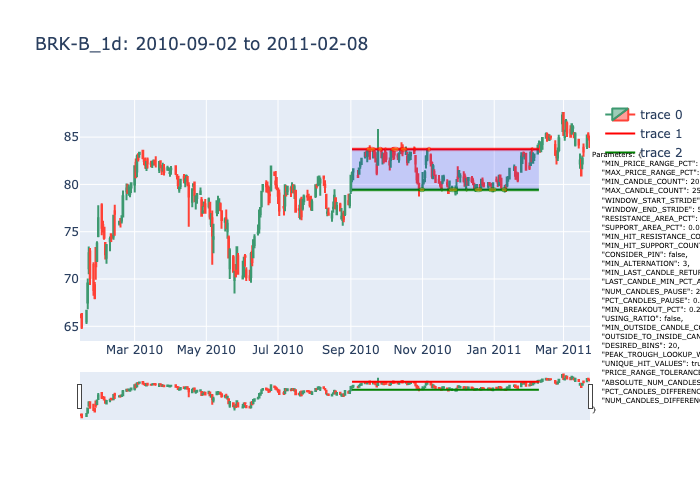 BRK-B_1d: 2010-09-02 to 2011-02-08
trace 0
trace 1
trace 2
85
80
75
70
65
Mar 2010
May 2010
Jul 2010
Sep 2010
Nov 2010
Jan 2011
Mar 2011
Parameters: {
"MIN_PRICE_RANGE_PCT":
"MAX_PRICE_RANGE_PCT":
"MIN_CANDLE_COUNT": 20
"MAX_CANDLE_COUNT": 25
"WINDOW_START_STRIDE"
"WINDOW_END_STRIDE": 5
"RESISTANCE_AREA_PCT":
"SUPPORT_AREA_PCT": 0.0
"MIN_HIT_RESISTANCE_CO
"MIN_HIT_SUPPORT_COUNT
"CONSIDER_PIN": false,
"MIN_ALTERNATION": 3,
"MIN_LAST_CANDLE_RETUR
"LAST_CANDLE_MIN_PCT_A
"NUM_CANDLES_PAUSE": 2
"PCT_CANDLES_PAUSE": 0.
"MIN_BREAKOUT_PCT": 0.2
"USING_RATIO": false,
"MIN_OUTSIDE_CANDLE_CO
"OUTSIDE_TO_INSIDE_CAN
"DESIRED_BINS": 20,
"PEAK_TROUGH_LOOKUP_W
"UNIQUE_HIT_VALUES": tru
"PRICE_RANGE_TOLERANC
"ABSOLUTE_NUM_CANDLES
"PCT_CANDLES_DIFFERENC
"NUM_CANDLES_DIFFEREN
}